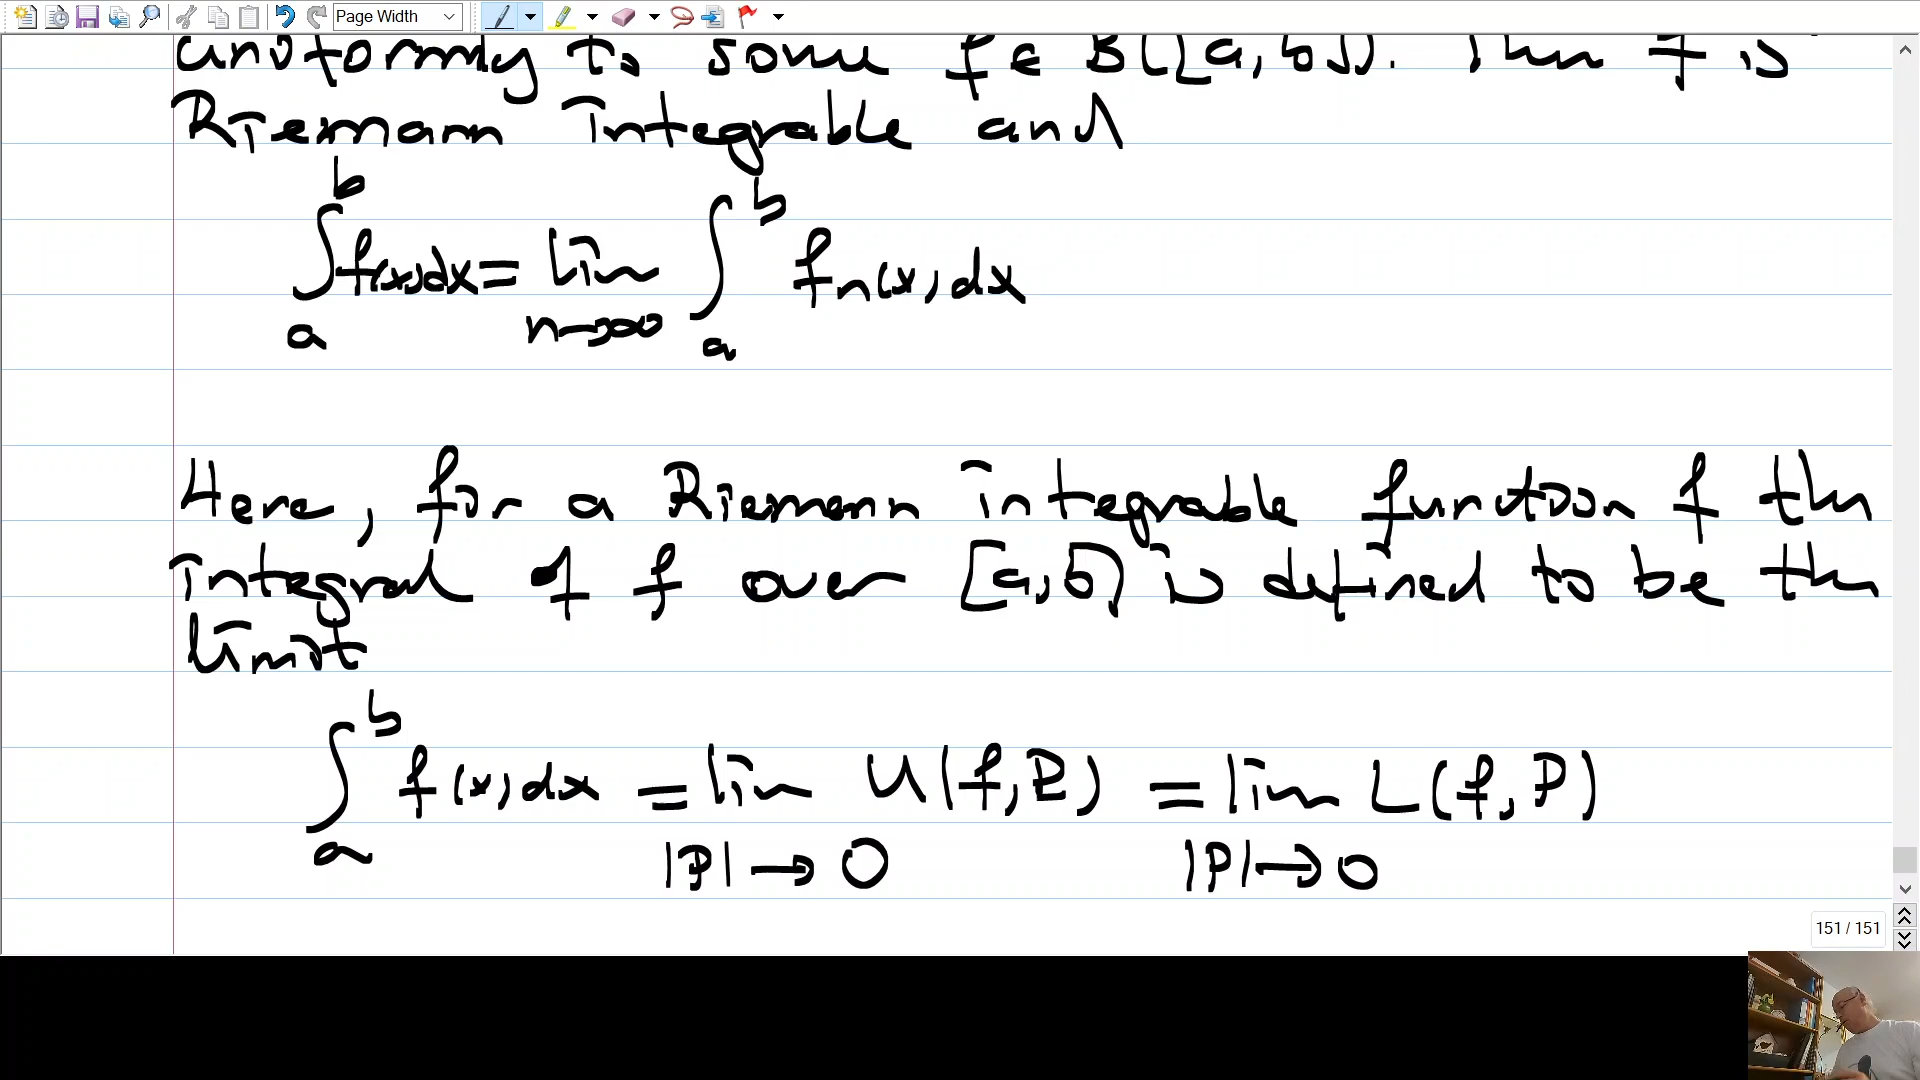 Page Width
uniformly to some f ∈ B([a,b]). Then f is
Riemann integrable and
∫_a^b f(x)dx = lim_{n→∞} ∫_a^b f_n(x)dx
Here, for a Riemann integrable function f the
integral of f over [a,b] is defined to be the
limit
∫_a^b f(x)dx = lim_{|P|→0} U(f,P) = lim_{|P|→0} L(f,P)
151 / 151